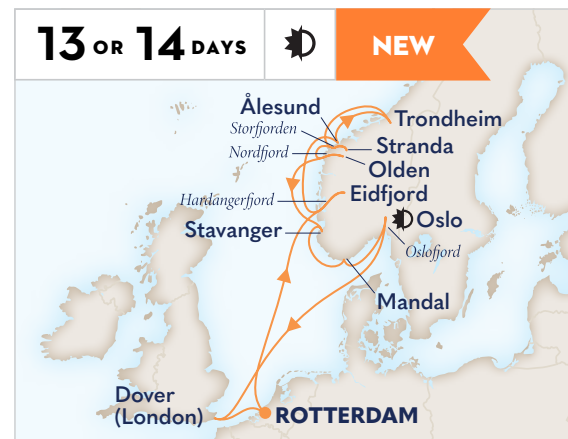 13 OR 14 DAYS
NEW
Ålesund
Trondheim
Storfjorden
Stranda
Nordfjord
Olden
Eidfjord
Hardangerfjord
Stavanger
Oslo
Oslofjord
Mandal
Dover
(London)
ROTTERDAM